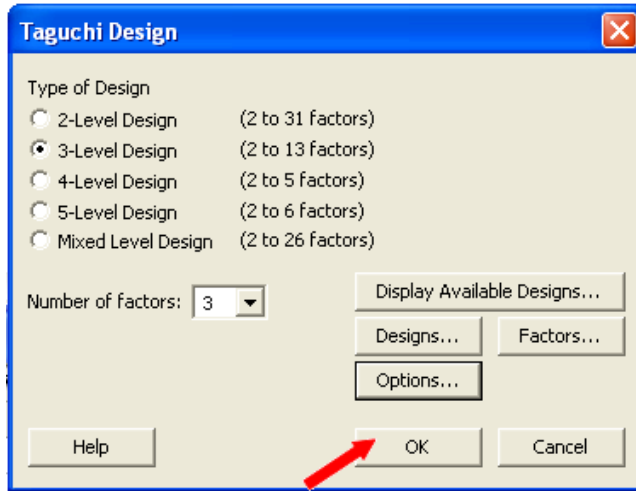 Taguchi Design
Type of Design
2-Level Design (2 to 31 factors)
3-Level Design (2 to 13 factors)
4-Level Design (2 to 5 factors)
5-Level Design (2 to 6 factors)
Mixed Level Design (2 to 26 factors)
Number of factors: 3
Display Available Designs...
Designs... Factors...
Options...
Help OK Cancel